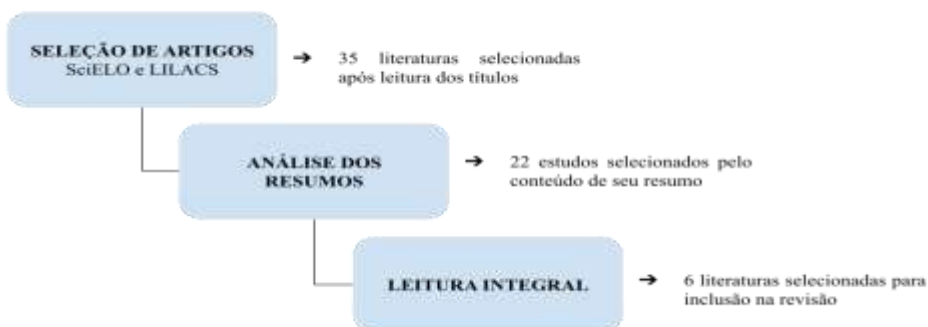 SELEÇÃO DE ARTIGOS
SciELO e LILACS
➔ 35 literaturas selecionadas
após leitura dos títulos
ANÁLISE DOS
RESUMOS
➔ 22 estudos selecionados pelo
conteúdo de seu resumo
LEITURA INTEGRAL
➔ 6 literaturas selecionadas para
inclusão na revisão